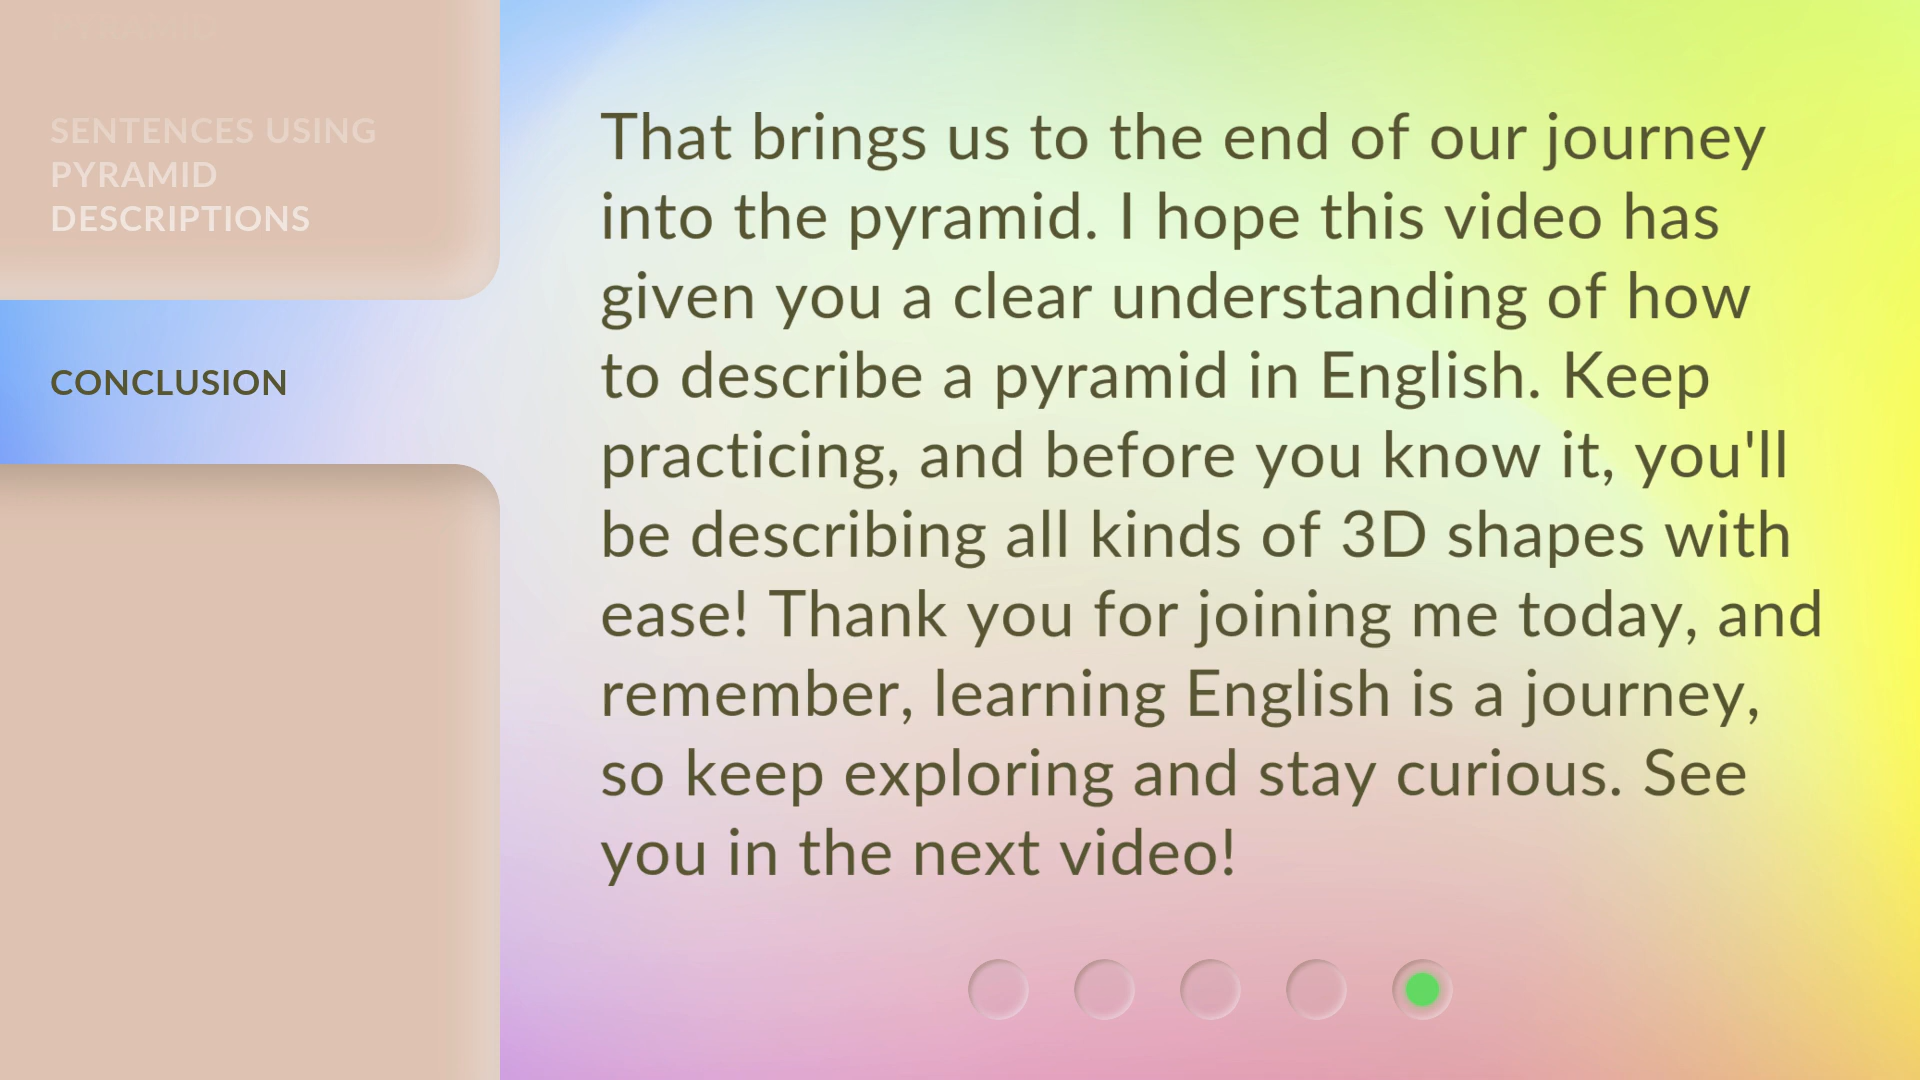 PYRAMID
SENTENCES USING
PYRAMID
DESCRIPTIONS
CONCLUSION
That brings us to the end of our journey
into the pyramid. I hope this video has
given you a clear understanding of how
to describe a pyramid in English. Keep
practicing, and before you know it, you'll
be describing all kinds of 3D shapes with
ease! Thank you for joining me today, and
remember, learning English is a journey,
so keep exploring and stay curious. See
you in the next video!